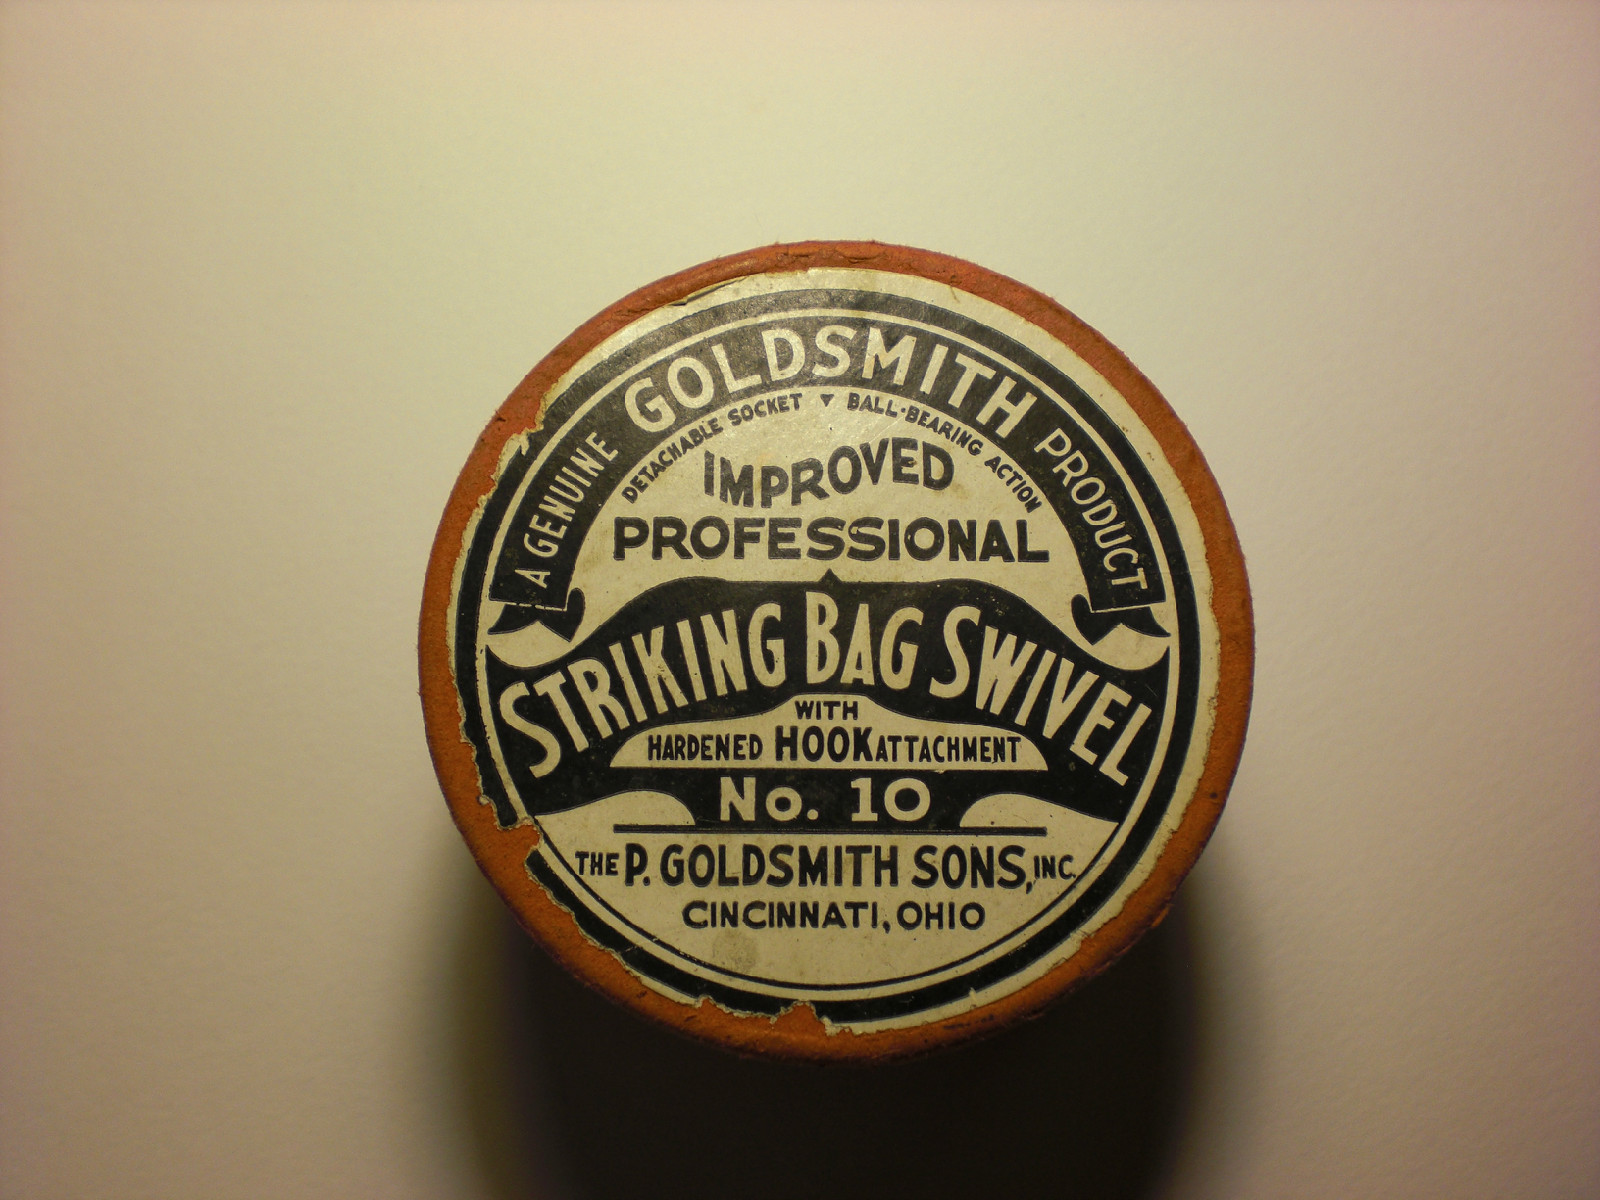 A GENUINE GOLDSMITH PRODUCT
DETACHABLE SOCKET ▼ BALL-BEARING ACTION
IMPROVED
PROFESSIONAL
STRIKING BAG SWIVEL
WITH
HARDENED HOOK ATTACHMENT
No. 10
THE P. GOLDSMITH SONS, INC.
CINCINNATI, OHIO